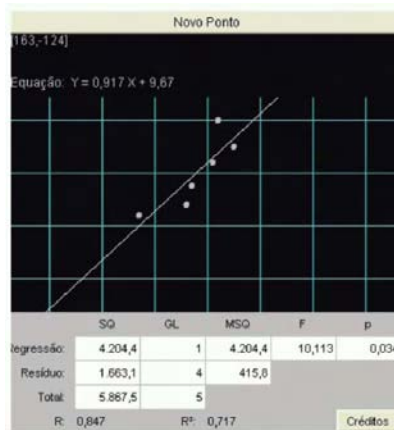 Novo Ponto
[163,-124]
Equação: Y = 0,917 X + 9,67
SQ GL MSQ F p
Regressão: 4.204,4 1 4.204,4 10,113 0,034
Resíduo: 1.663,1 4 415,8
Total: 5.867,5 5
R: 0,847 R²: 0,717 Créditos